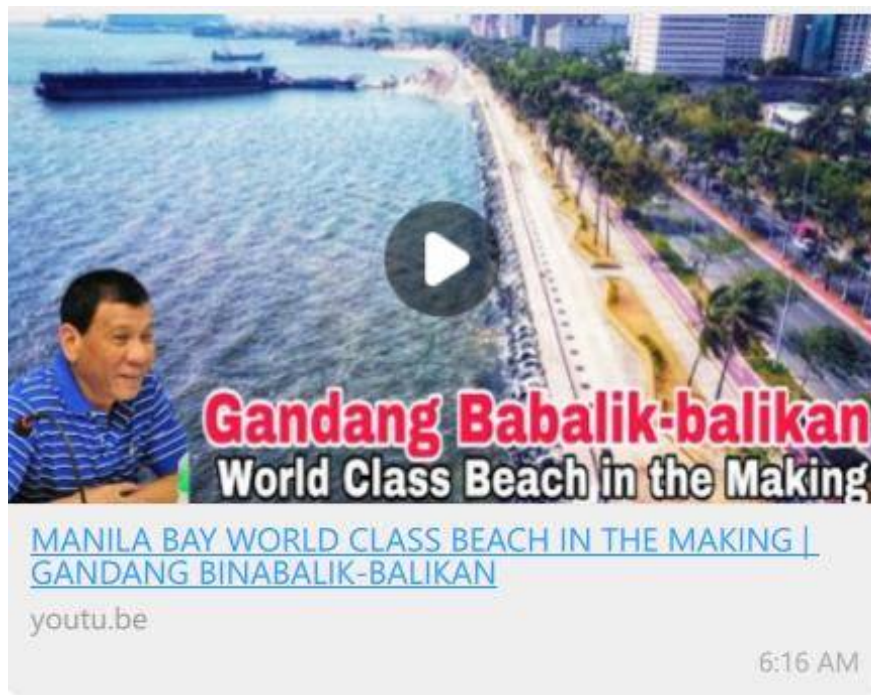 Gandang Babalik-balikan
World Class Beach in the Making
MANILA BAY WORLD CLASS BEACH IN THE MAKING |
GANDANG BINABALIK-BALIKAN
youtu.be
6:16 AM